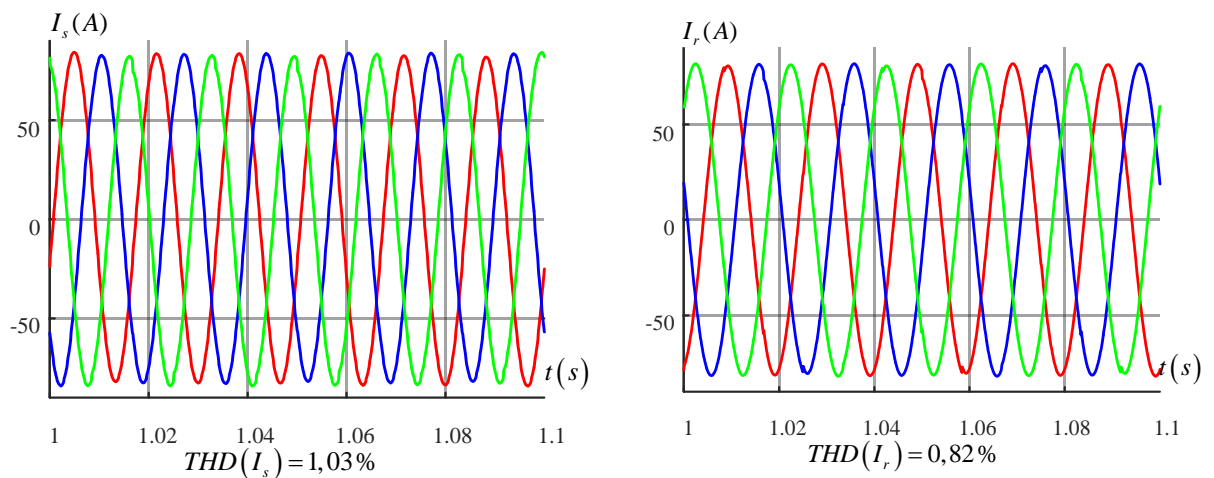 I_s(A)
50
0
-50
t(s)
1 1.02 1.04 1.06 1.08 1.1
THD(I_s)=1,03%
I_r(A)
50
0
-50
t(s)
1 1.02 1.04 1.06 1.08 1.1
THD(I_r)=0,82%